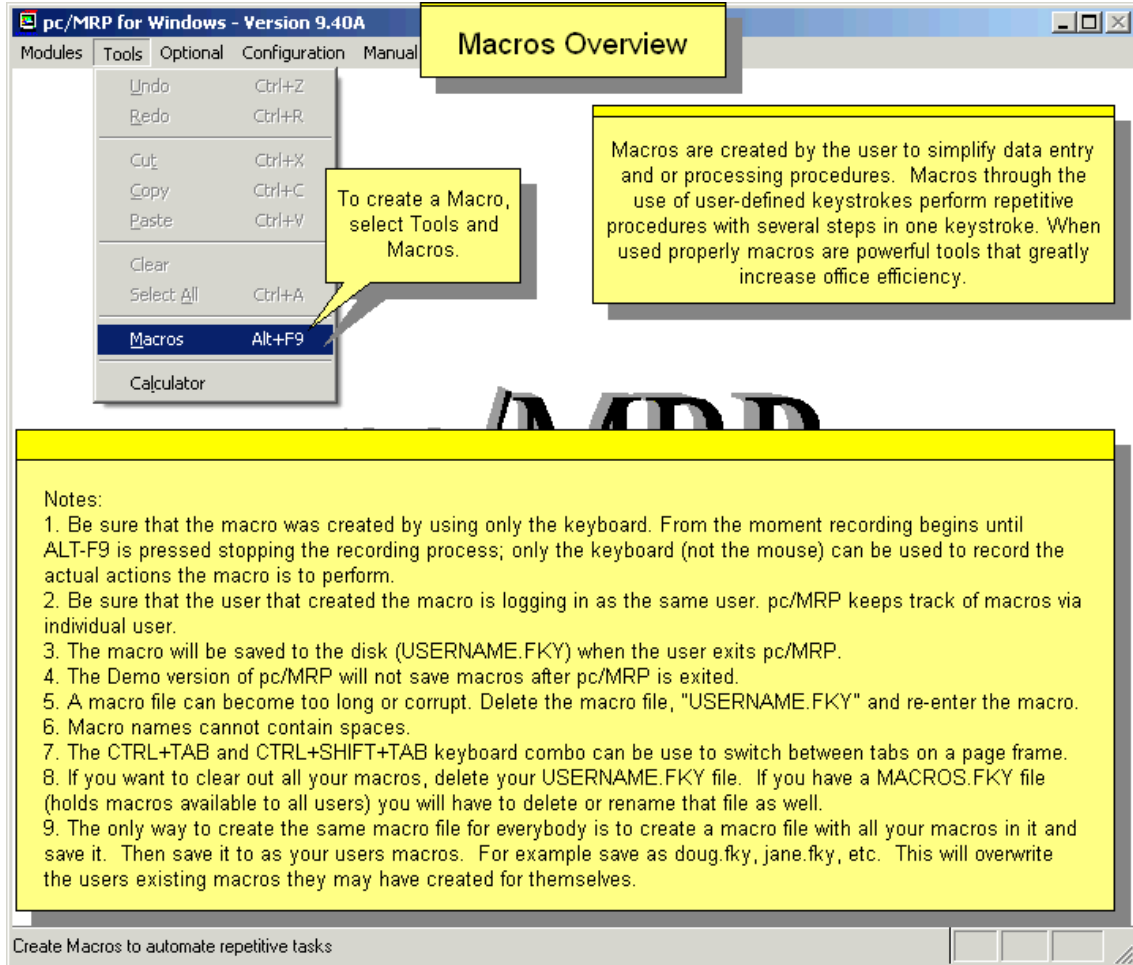 pc/MRP for Windows - Version 9.40A
Macros Overview
Modules Tools Optional Configuration Manual
Undo Ctrl+Z
Redo Ctrl+R
Cut Ctrl+X
Copy Ctrl+C
Paste Ctrl+V
Clear
Select All Ctrl+A
Macros Alt+F9
Calculator
To create a Macro,
select Tools and
Macros.
Macros are created by the user to simplify data entry
and or processing procedures.  Macros through the
use of user-defined keystrokes perform repetitive
procedures with several steps in one keystroke. When
used properly macros are powerful tools that greatly
increase office efficiency.
/MRP
Notes:
1. Be sure that the macro was created by using only the keyboard. From the moment recording begins until
ALT-F9 is pressed stopping the recording process; only the keyboard (not the mouse) can be used to record the
actual actions the macro is to perform.
2. Be sure that the user that created the macro is logging in as the same user. pc/MRP keeps track of macros via
individual user.
3. The macro will be saved to the disk (USERNAME.FKY) when the user exits pc/MRP.
4. The Demo version of pc/MRP will not save macros after pc/MRP is exited.
5. A macro file can become too long or corrupt. Delete the macro file, "USERNAME.FKY" and re-enter the macro.
6. Macro names cannot contain spaces.
7. The CTRL+TAB and CTRL+SHIFT+TAB keyboard combo can be use to switch between tabs on a page frame.
8. If you want to clear out all your macros, delete your USERNAME.FKY file.  If you have a MACROS.FKY file
(holds macros available to all users) you will have to delete or rename that file as well.
9. The only way to create the same macro file for everybody is to create a macro file with all your macros in it and
save it.  Then save it to as your users macros.  For example save as doug.fky, jane.fky, etc.  This will overwrite
the users existing macros they may have created for themselves.
Create Macros to automate repetitive tasks